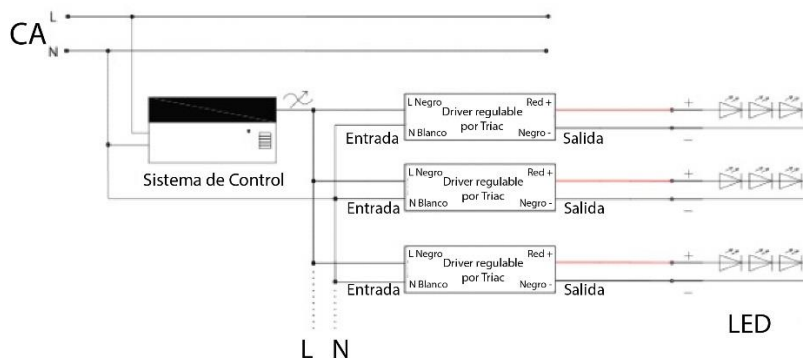 CA
L
N
Sistema de Control
L Negro
Red +
Driver regulable
por Triac
N Blanco
Negro -
Entrada
Salida
+
−
L Negro
Red +
Driver regulable
por Triac
N Blanco
Negro -
Entrada
Salida
+
−
L Negro
Red +
Driver regulable
por Triac
N Blanco
Negro -
Entrada
Salida
+
−
L N
LED